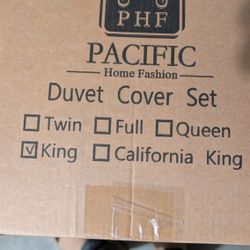 PHF
PACIFIC
Home Fashion
Duvet Cover Set
☐Twin ☐Full ☐Queen
☑King ☐California King